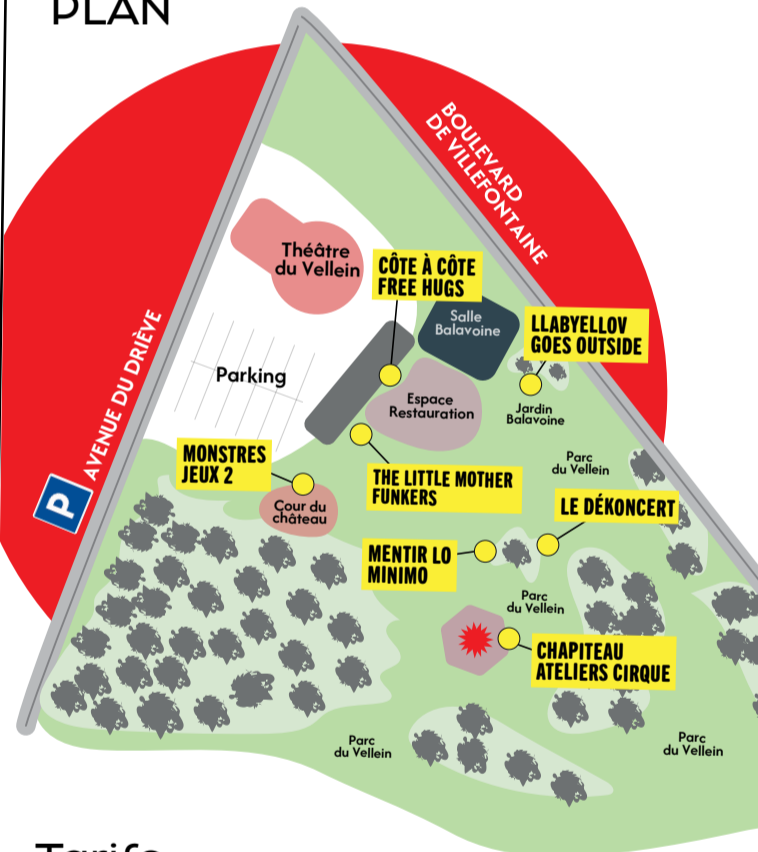 PLAN
BOULEVARD
DE VILLEFONTAINE
Théâtre
du Vellein
CÔTE À CÔTE
FREE HUGS
Salle
Balavoine
LLABYELLOV
GOES OUTSIDE
AVENUE DU DRIÈVE
Parking
Espace
Restauration
Jardin
Balavoine
MONSTRES
JEUX 2
Parc
du Vellein
THE LITTLE MOTHER
FUNKERS
P
Cour du
château
LE DÉKONCERT
MENTIR LO
MINIMO
Parc
du Vellein
CHAPITEAU
ATELIERS CIRQUE
Parc
du Vellein
Parc
du Vellein
Tarifs